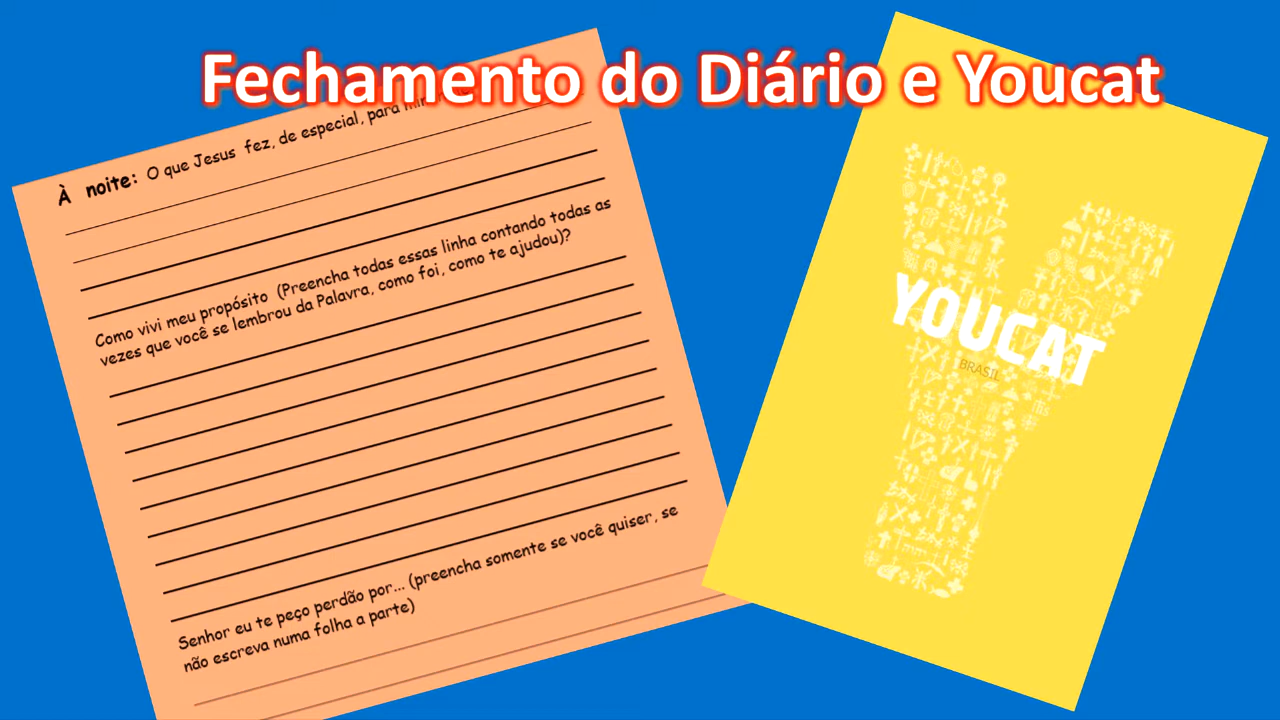 Fechamento do Diário e Youcat
À noite: O que Jesus fez, de especial, para
Como vivi meu propósito (Preencha todas essas linha contando todas as
vezes que você se lembrou da Palavra, como foi, como te ajudou)?
Senhor eu te peço perdão por... (preencha somente se você quiser, se
não escreva numa folha a parte)
YOUCAT
BRASIL